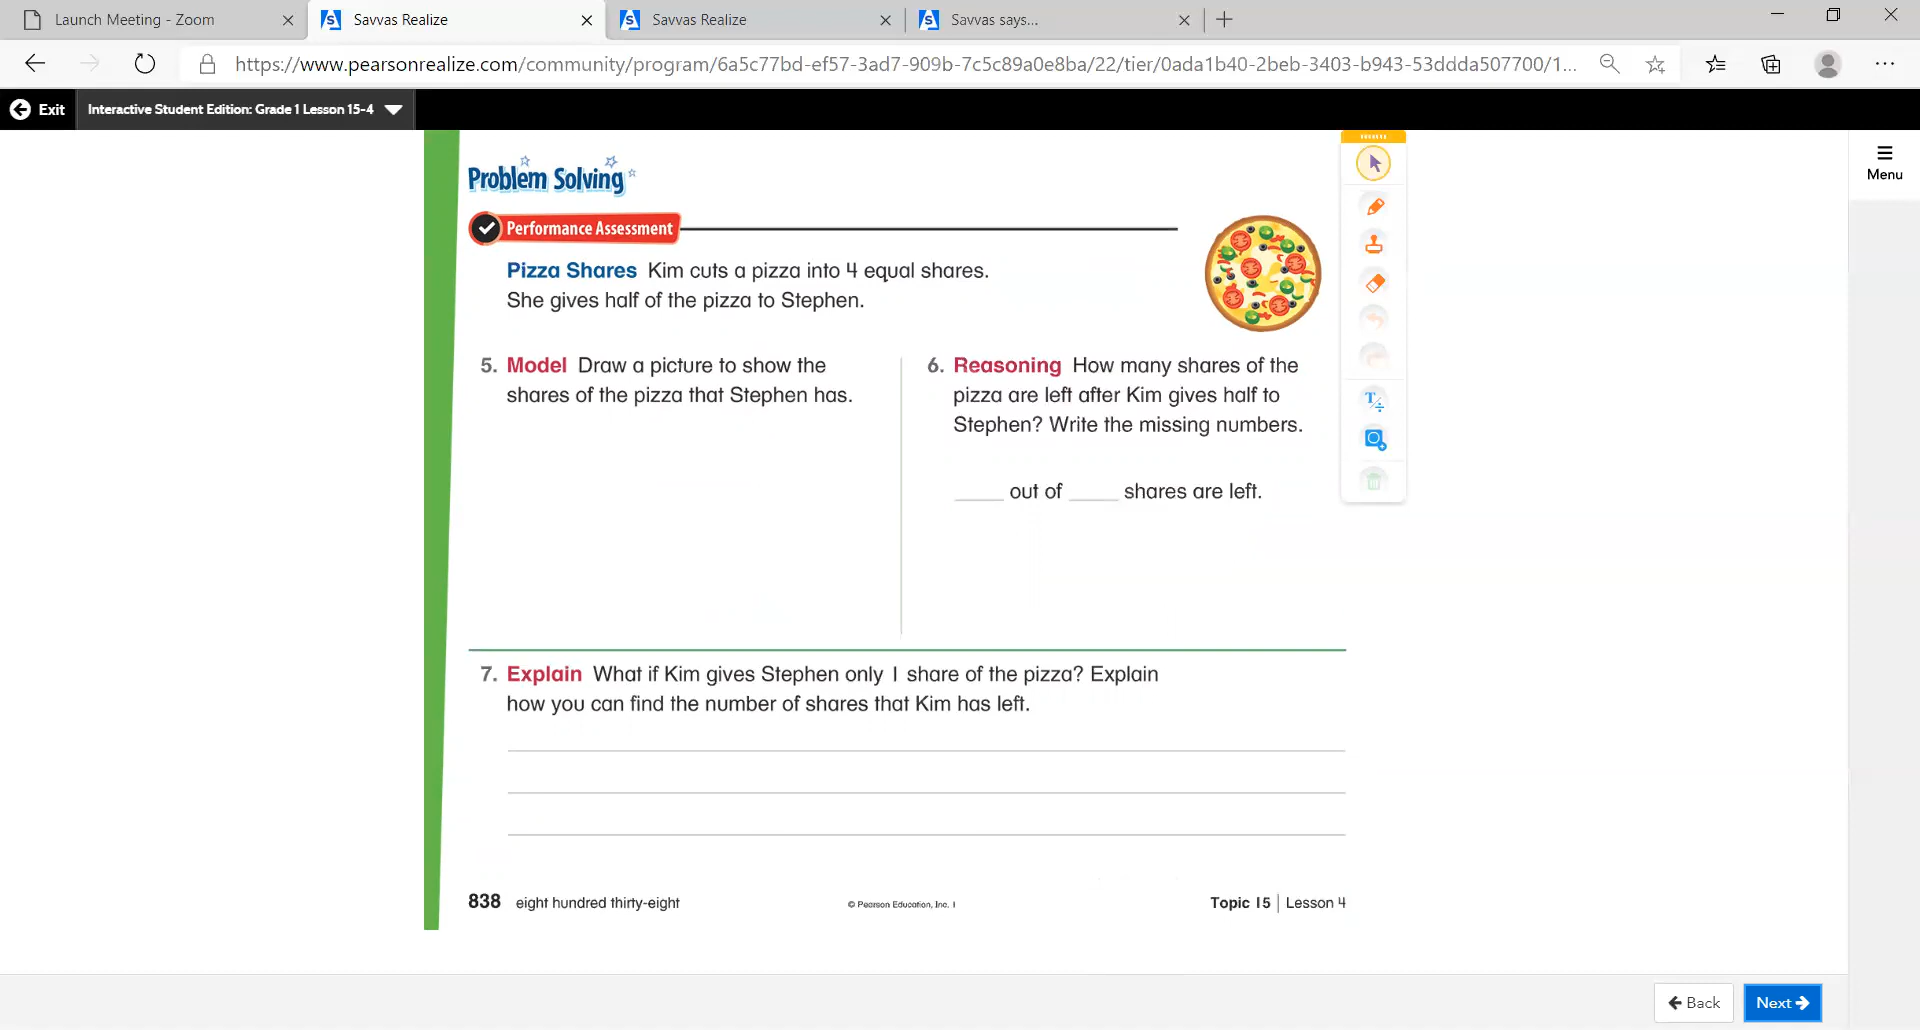 Launch Meeting - Zoom
Savvas Realize
Savvas Realize
Savvas says...
https://www.pearsonrealize.com/community/program/6a5c77bd-ef57-3ad7-909b-7c5c89a0e8ba/22/tier/0ada1b40-2beb-3403-b943-53ddda507700/1...
Exit
Interactive Student Edition: Grade 1 Lesson 15-4
Menu
Problem Solving
Performance Assessment
Pizza Shares Kim cuts a pizza into 4 equal shares.
She gives half of the pizza to Stephen.
5. Model Draw a picture to show the
shares of the pizza that Stephen has.
6. Reasoning How many shares of the
pizza are left after Kim gives half to
Stephen? Write the missing numbers.
____ out of ____ shares are left.
7. Explain What if Kim gives Stephen only 1 share of the pizza? Explain
how you can find the number of shares that Kim has left.
838 eight hundred thirty-eight
© Pearson Education, Inc. 1
Topic 15 | Lesson 4
Back
Next